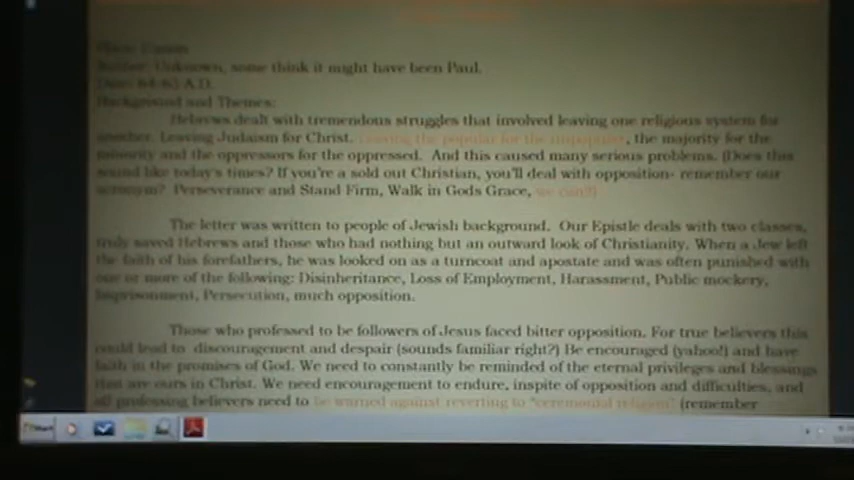 Author: Unknown, some think it might have been Paul.
Date: 64-65 A.D.
Background and Themes:
Hebrews dealt with tremendous struggles that involved leaving one religious system for
another. Leaving Judaism for Christ. Leaving the popular for the unpopular, the majority for the
minority and the oppressors for the oppressed. And this caused many serious problems. (Does this
sound like today's times? If you're a sold out Christian, you'll deal with opposition- remember our
acronym? Perseverance and Stand Firm, Walk in Gods Grace, we can!!)
The letter was written to people of Jewish background. Our Epistle deals with two classes,
truly saved Hebrews and those who had nothing but an outward look of Christianity. When a Jew left
the faith of his forefathers, he was looked on as a turncoat and apostate and was often punished with
one or more of the following: Disinheritance, Loss of Employment, Harassment, Public mockery,
Imprisonment, Persecution, much opposition.
Those who professed to be followers of Jesus faced bitter opposition. For true believers this
could lead to discouragement and despair (sounds familiar right?) Be encouraged (yahoo!) and have
faith in the promises of God. We need to constantly be reminded of the eternal privileges and blessings
that are ours in Christ. We need encouragement to endure, inspite of opposition and difficulties, and
all professing believers need to be warned against reverting to "ceremonial religion" (remember
Start